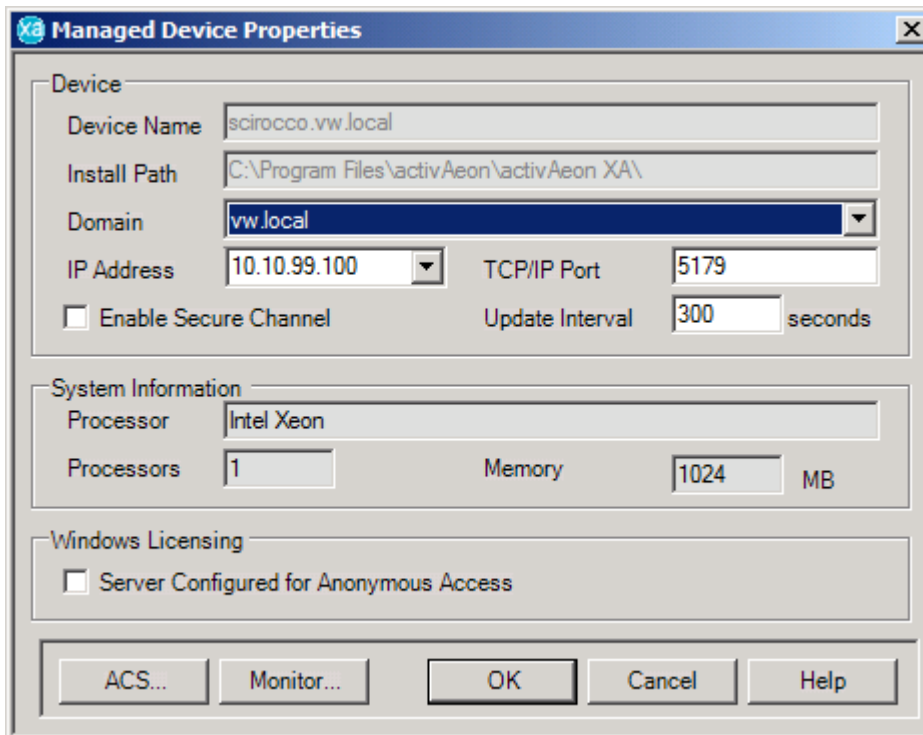 xa Managed Device Properties
Device
Device Name scirocco.vw.local
Install Path C:\Program Files\activAeon\activAeon XA\
Domain vw.local
IP Address 10.10.99.100 TCP/IP Port 5179
Enable Secure Channel Update Interval 300 seconds
System Information
Processor Intel Xeon
Processors 1 Memory 1024 MB
Windows Licensing
Server Configured for Anonymous Access
ACS... Monitor... OK Cancel Help